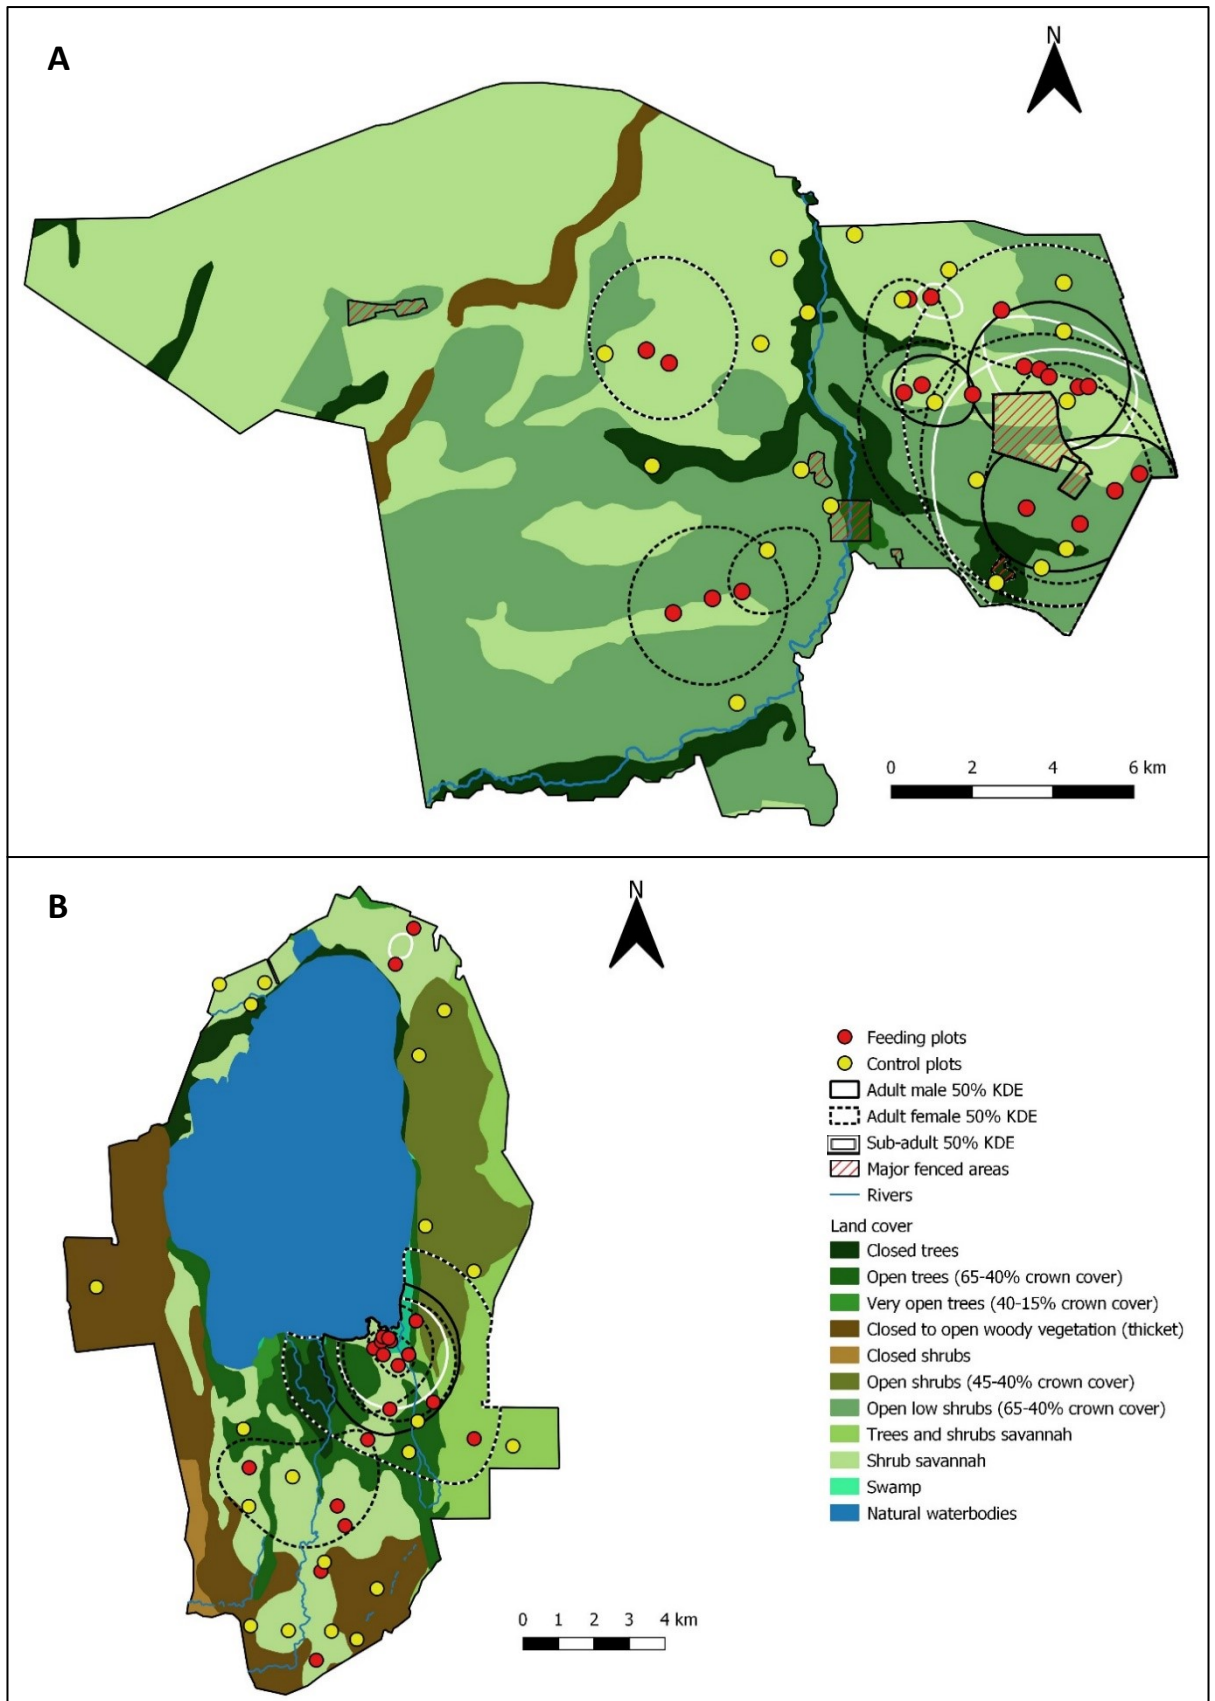 A
N
0 2 4 6 km
B
N
Feeding plots
Control plots
Adult male 50% KDE
Adult female 50% KDE
Sub-adult 50% KDE
Major fenced areas
Rivers
Land cover
Closed trees
Open trees (65-40% crown cover)
Very open trees (40-15% crown cover)
Closed to open woody vegetation (thicket)
Closed shrubs
Open shrubs (45-40% crown cover)
Open low shrubs (65-40% crown cover)
Trees and shrubs savannah
Shrub savannah
Swamp
Natural waterbodies
0 1 2 3 4 km